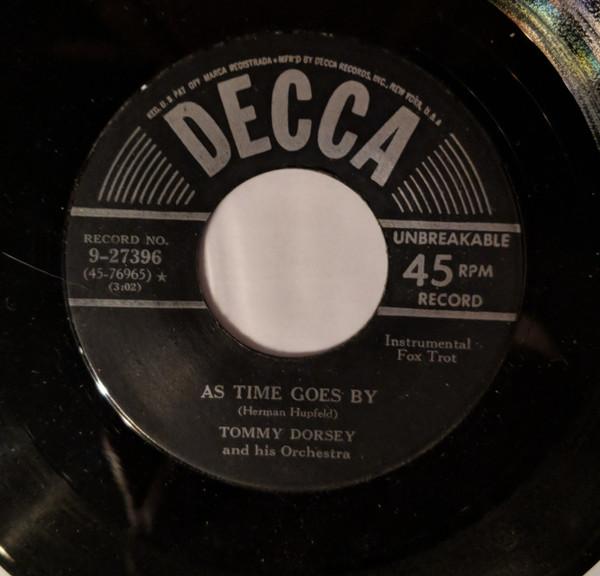 REG. U S PAT OFF MARCA REGISTRADA • MF'R'D BY DECCA RECORDS, INC., NEW YORK, U.S.A
DECCA
RECORD NO.
9-27396
(45-76965) ★
(3:02)
UNBREAKABLE
45 RPM
RECORD
Instrumental
Fox Trot
AS TIME GOES BY
(Herman Hupfeld)
TOMMY DORSEY
and his Orchestra